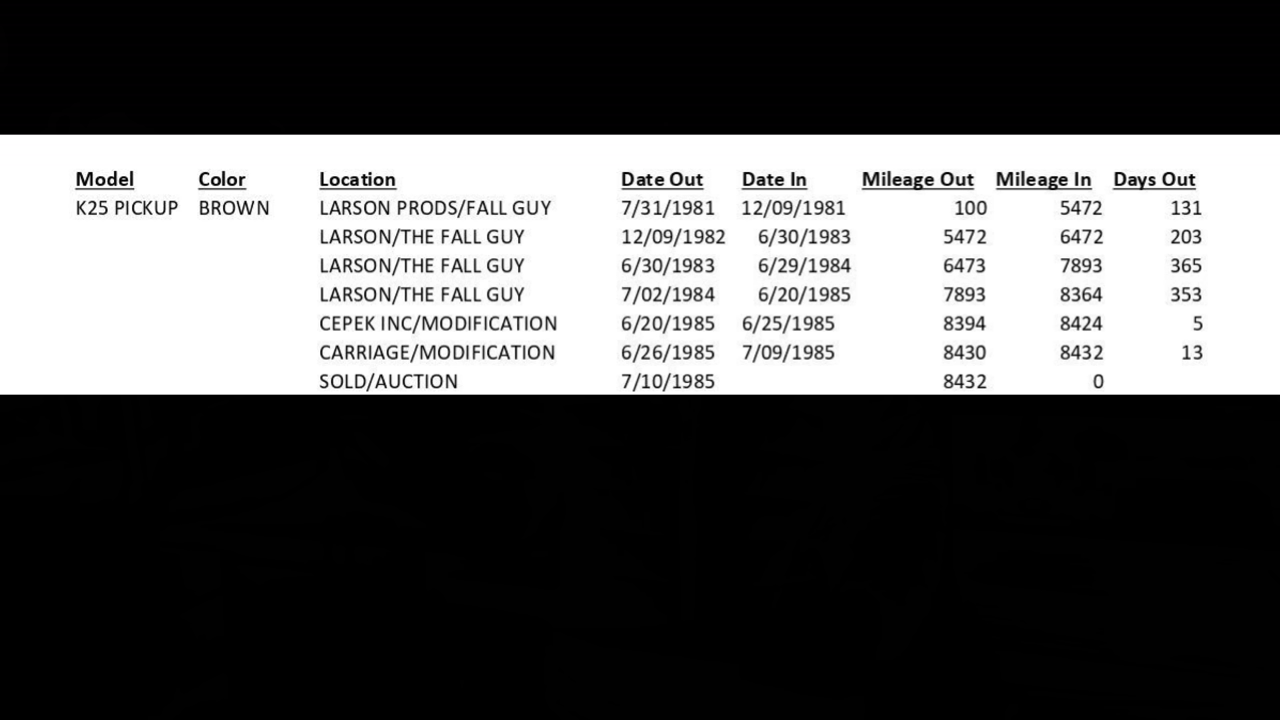 Model Color Location Date Out Date In Mileage Out Mileage In Days Out
K25 PICKUP BROWN LARSON PRODS/FALL GUY 7/31/1981 12/09/1981 100 5472 131
LARSON/THE FALL GUY 12/09/1982 6/30/1983 5472 6472 203
LARSON/THE FALL GUY 6/30/1983 6/29/1984 6473 7893 365
LARSON/THE FALL GUY 7/02/1984 6/20/1985 7893 8364 353
CEPEK INC/MODIFICATION 6/20/1985 6/25/1985 8394 8424 5
CARRIAGE/MODIFICATION 6/26/1985 7/09/1985 8430 8432 13
SOLD/AUCTION 7/10/1985 8432 0